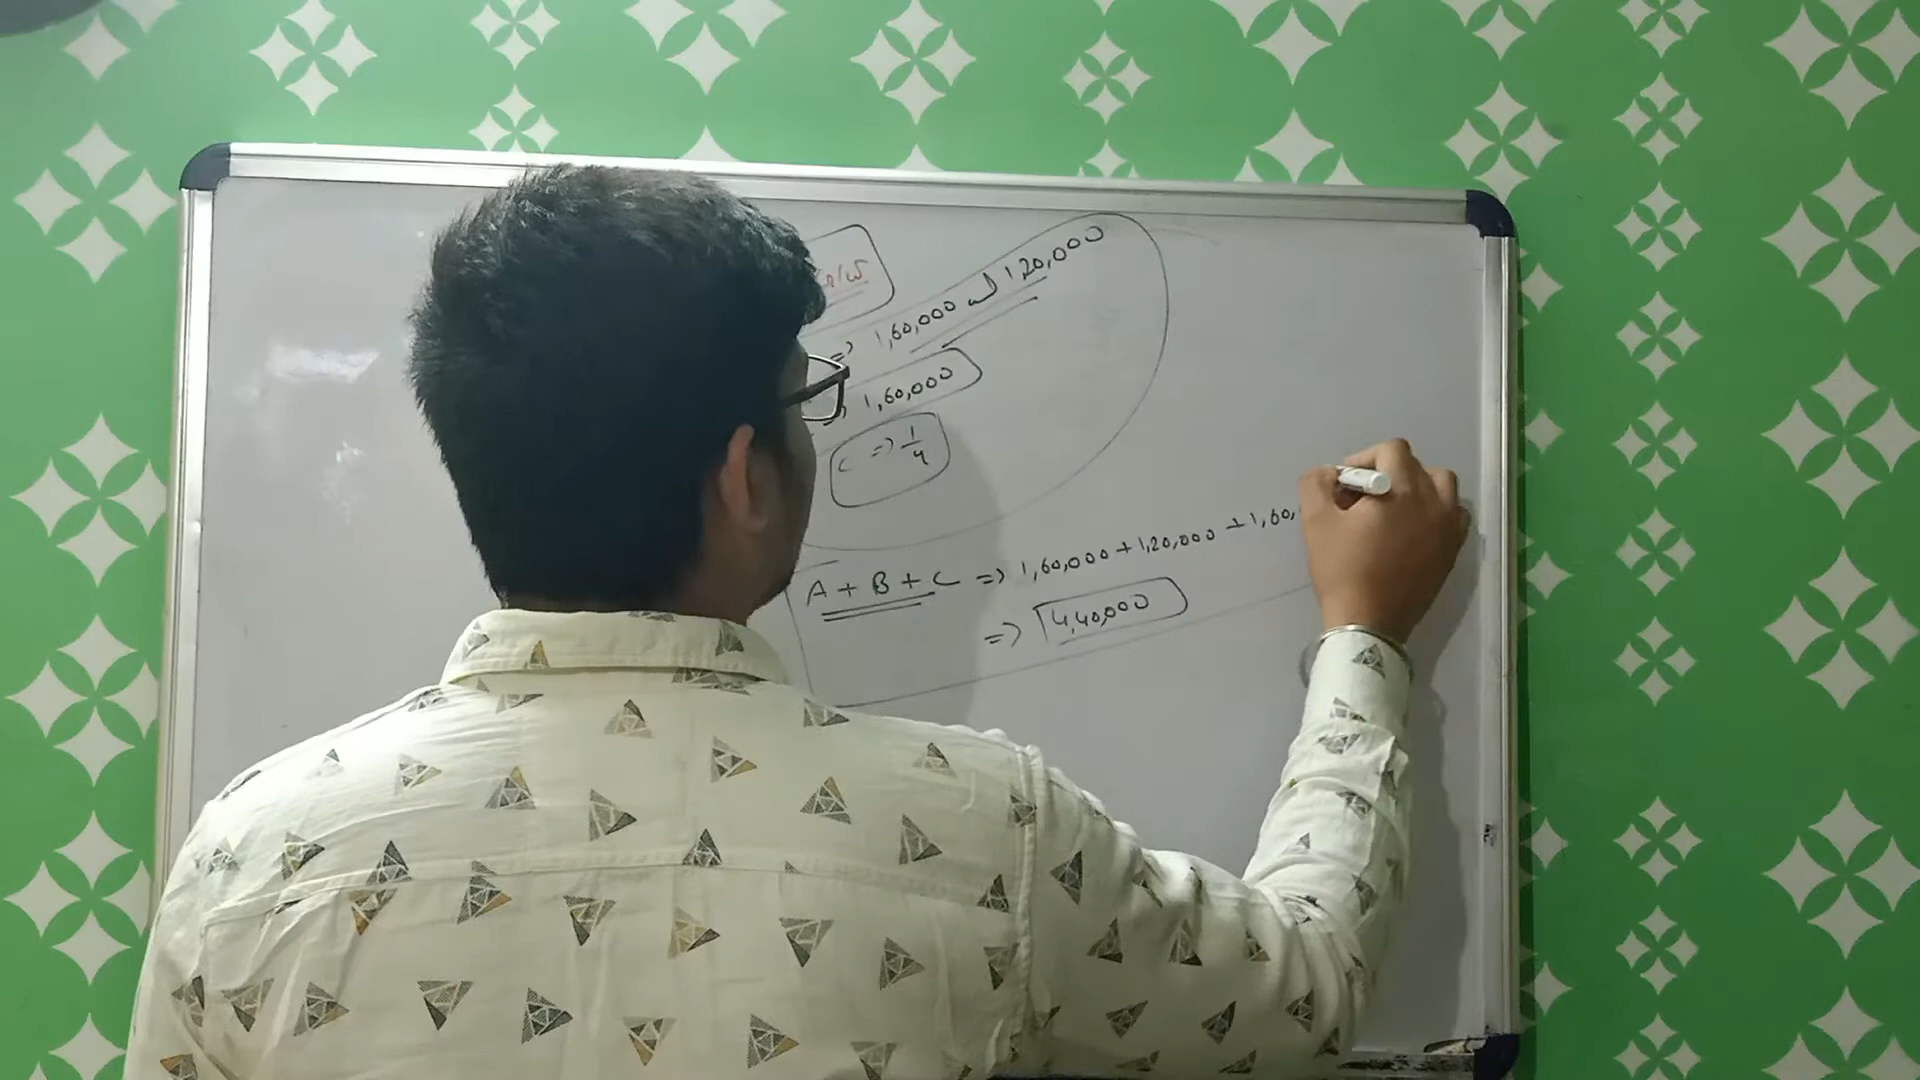 => 1,60,000 and 1,20,000
1,60,000
C => 1/4
A + B + C => 1,60,000 + 1,20,000 + 1,60,
=> 4,40,000